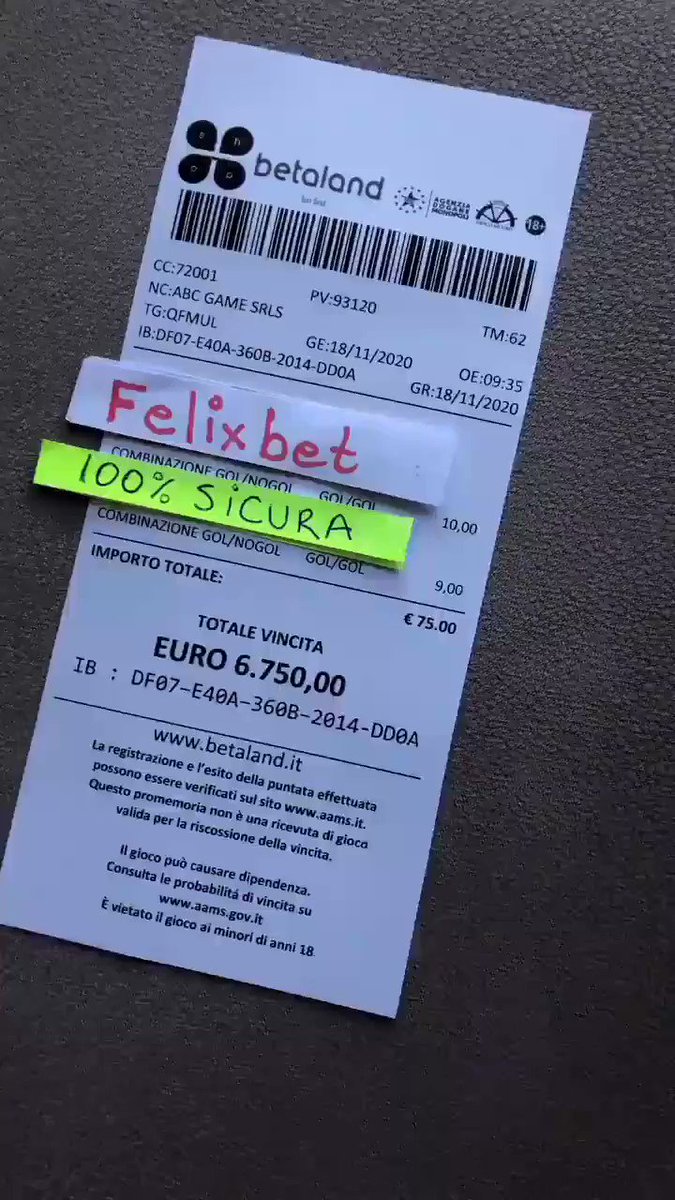 betaland
AGENZIA
DOGANE
MONOPOLI
18+
CC:72001 PV:93120 TM:62
NC:ABC GAME SRLS
TG:QFMUL GE:18/11/2020 OE:09:35
IB:DF07-E40A-360B-2014-DD0A GR:18/11/2020
Felixbet
COMBINAZIONE GOL/NOGOL GOL/GOL 10,00
100% SiCURA
COMBINAZIONE GOL/NOGOL GOL/GOL 9,00
IMPORTO TOTALE: € 75.00
TOTALE VINCITA
EURO 6.750,00
IB : DF07-E40A-360B-2014-DD0A
www.betaland.it
La registrazione e l'esito della puntata effettuata
possono essere verificati sul sito www.aams.it.
Questo promemoria non è una ricevuta di gioco
valida per la riscossione della vincita.
Il gioco può causare dipendenza.
Consulta le probabilitá di vincita su
www.aams.gov.it
È vietato il gioco ai minori di anni 18